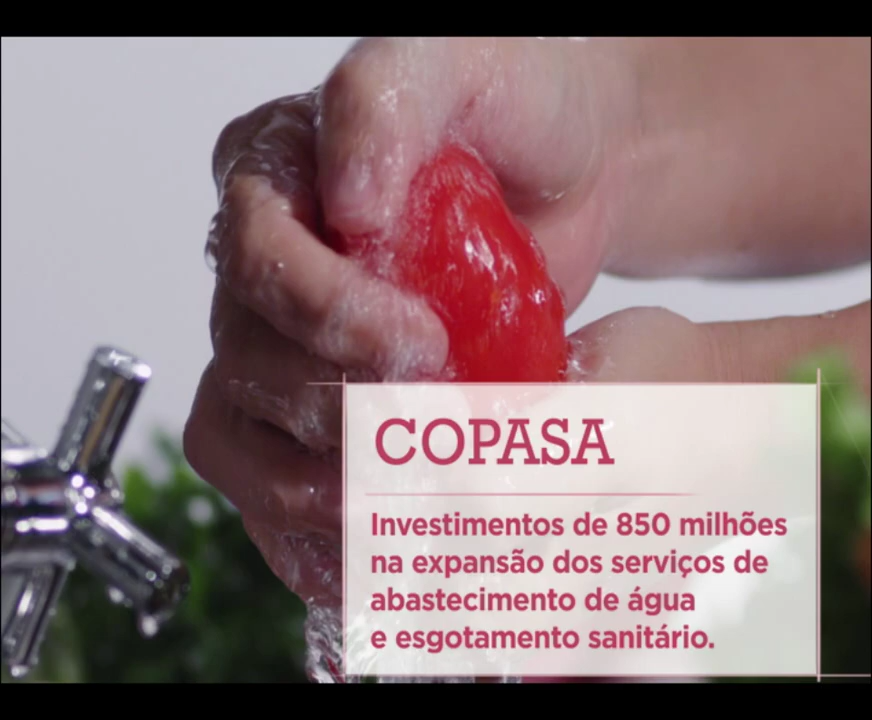 COPASA
Investimentos de 850 milhões
na expansão dos serviços de
abastecimento de água
e esgotamento sanitário.